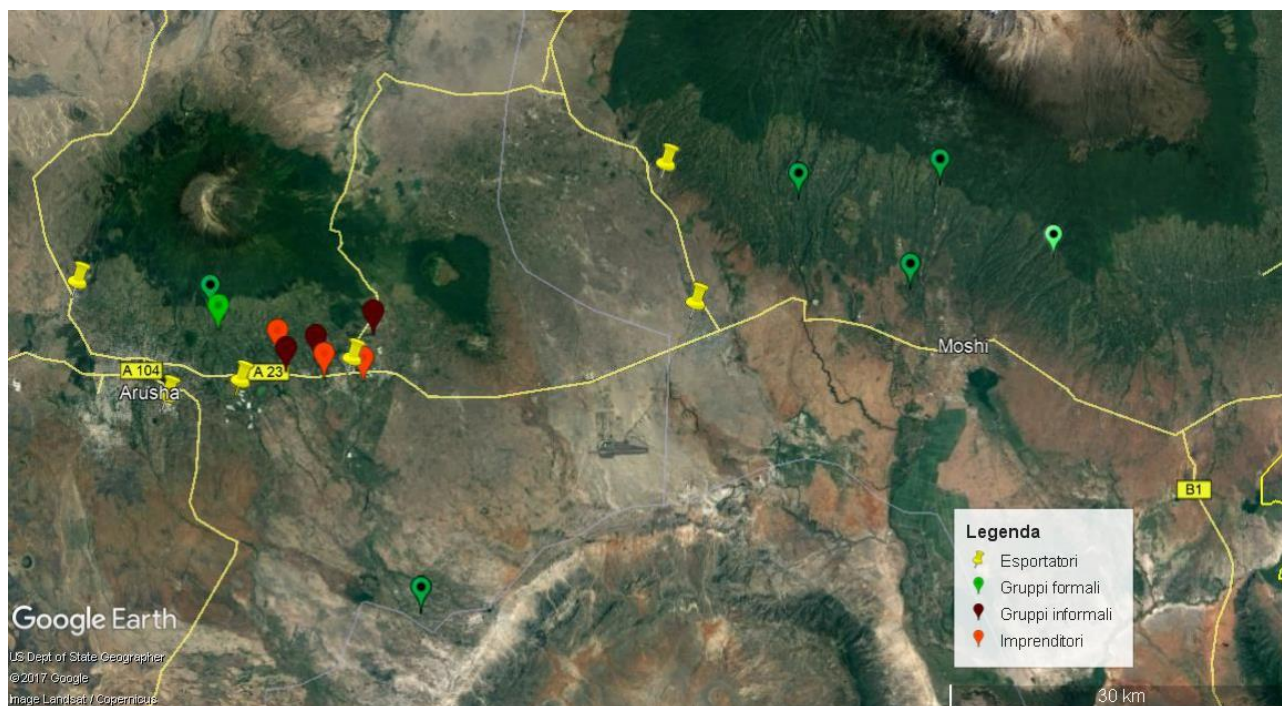 A 104
A 23
Arusha
Moshi
B1
Legenda
Esportatori
Gruppi formali
Gruppi informali
Imprenditori
Google Earth
US Dept of State Geographer
© 2017 Google
Image Landsat / Copernicus
30 km